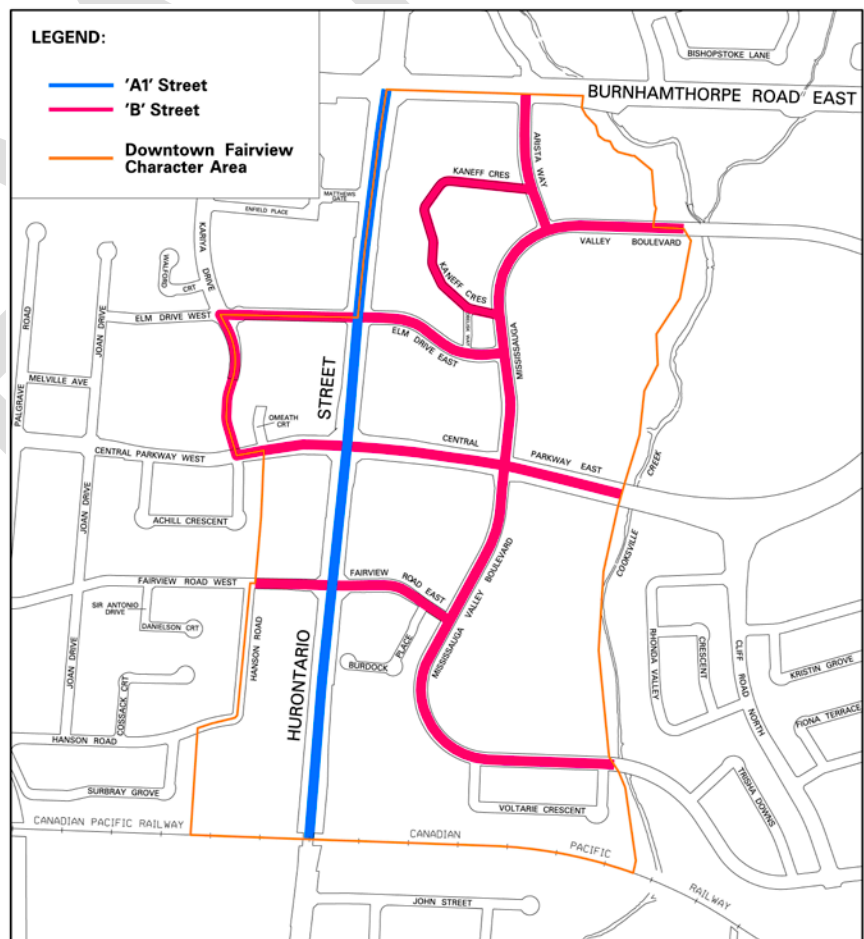 LEGEND:
'A1' Street
'B' Street
Downtown Fairview
Character Area
BISHOPSTOKE LANE
BURNHAMTHORPE ROAD EAST
ARISTA WAY
KANEFF CRES
MATTHEWS
GATE
ENFIELD PLACE
KARIYA
DRIVE
WALFORD
CRT
VALLEY BOULEVARD
KANEFF CRES
ROAD
JOAN DRIVE
ELM DRIVE WEST
ELM DRIVE EAST
MISSISSAUGA
STREET
MELVILLE AVE
PALGRAVE
OMEATH
CRT
CENTRAL
PARKWAY EAST
CENTRAL PARKWAY WEST
CREEK
ACHILL CRESCENT
JOAN DRIVE
COOKSVILLE
FAIRVIEW ROAD WEST
FAIRVIEW
ROAD EAST
MISSISSAUGA VALLEY BOULEVARD
SIR ANTONIO
DRIVE
DANIELSON CRT
HANSON ROAD
HURONTARIO
BURDOCK
PLACE
RHONDA VALLEY
CRESCENT
CLIFF ROAD
NORTH
KRISTIN GROVE
FIONA TERRACE
JOAN DRIVE
COSSACK CRT
HANSON ROAD
SURBRAY GROVE
VOLTARIE CRESCENT
TRISHA DOWNS
CANADIAN PACIFIC RAILWAY
CANADIAN
PACIFIC
RAILWAY
JOHN STREET